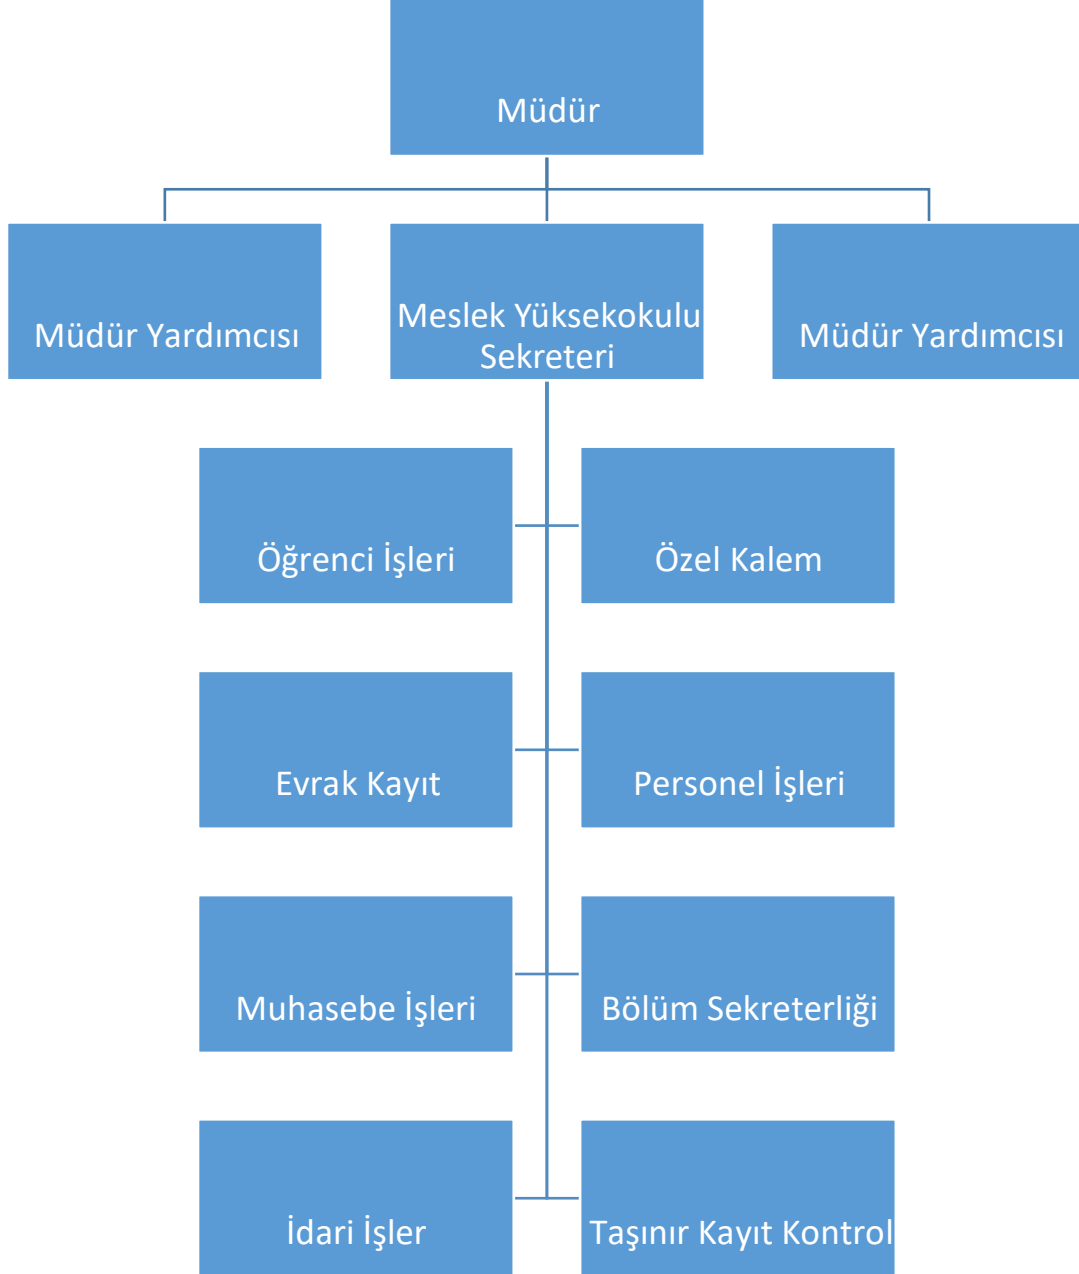 Müdür
Müdür Yardımcısı
Meslek Yüksekokulu
Sekreteri
Müdür Yardımcısı
Öğrenci İşleri
Özel Kalem
Evrak Kayıt
Personel İşleri
Muhasebe İşleri
Bölüm Sekreterliği
İdari İşler
Taşınır Kayıt Kontrol